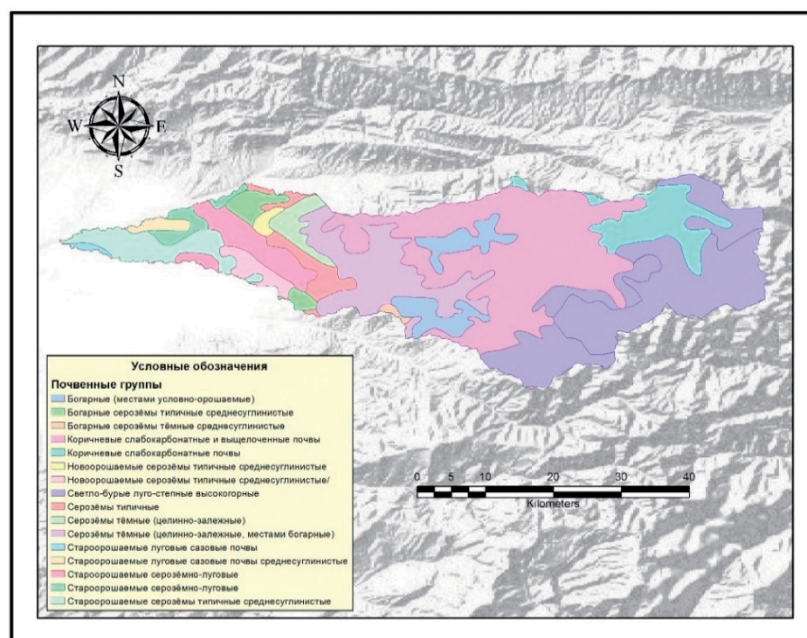 N
W E
S
Условные обозначения
Почвенные группы
Богарные (местами условно-орошаемые)
Богарные серозёмы типичные среднесуглинистые
Богарные серозёмы тёмные среднесуглинистые
Коричневые слабокарбонатные и выщелоченные почвы
Коричневые слабокарбонатные почвы
Новоорошаемые серозёмы типичные среднесуглинистые
Новоорошаемые серозёмы типичные среднесуглинистые/
Светло-бурые луго-степные высокогорные
Серозёмы типичные
Серозёмы тёмные (целинно-залежные)
Серозёмы тёмные (целинно-залежные, местами богарные)
Староорошаемые луговые сазовые почвы
Староорошаемые луговые сазовые почвы среднесуглинистые
Староорошаемые серозёмно-луговые
Староорошаемые серозёмно-луговые
Староорошаемые серозёмы типичные среднесуглинистые
0 5 10 20 30 40
Kilometers